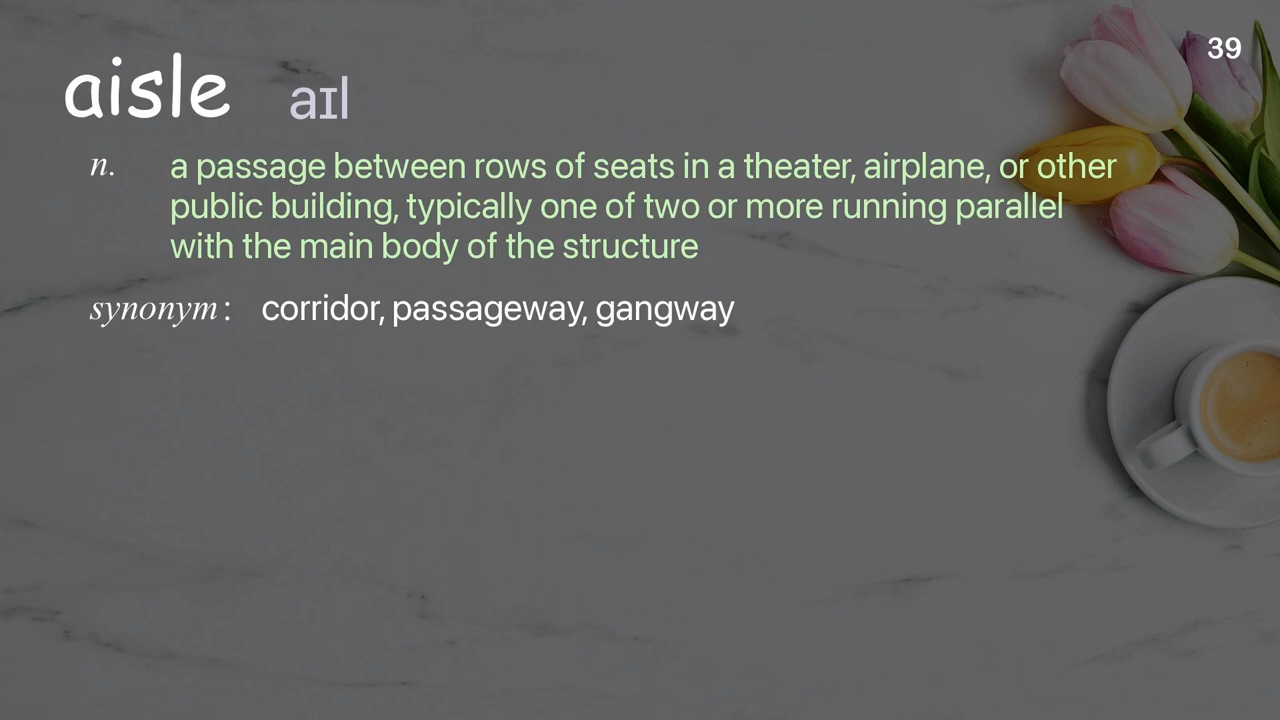 39
aisle aɪl
n. a passage between rows of seats in a theater, airplane, or other
public building, typically one of two or more running parallel
with the main body of the structure
synonym: corridor, passageway, gangway